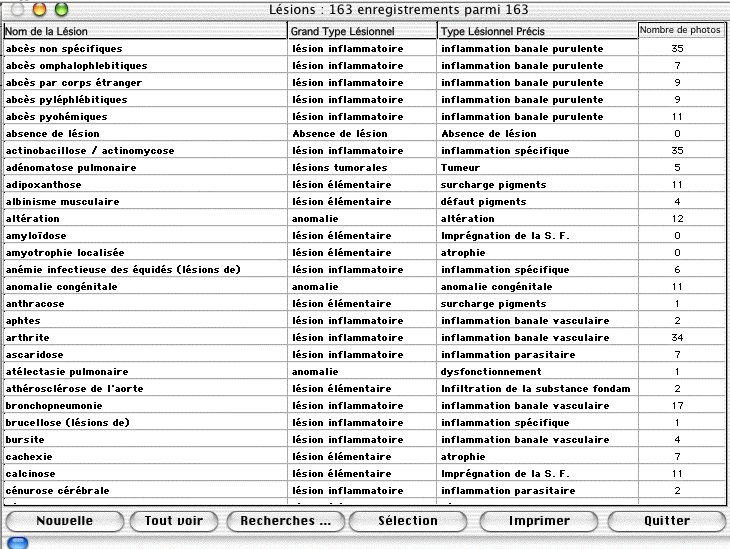 Lésions : 163 enregistrements parmi 163
Nom de la Lésion Grand Type Lésionnel Type Lésionnel Précis Nombre de photos
abcès non spécifiques lésion inflammatoire inflammation banale purulente 35
abcès omphalophlebitiques lésion inflammatoire inflammation banale purulente 7
abcès par corps étranger lésion inflammatoire inflammation banale purulente 9
abcès pyléphlébitiques lésion inflammatoire inflammation banale purulente 9
abcès pyohémiques lésion inflammatoire inflammation banale purulente 11
absence de lésion Absence de lésion Absence de lésion 0
actinobacillose / actinomycose lésion inflammatoire inflammation spécifique 35
adénomatose pulmonaire lésions tumorales Tumeur 5
adipoxanthose lésion élémentaire surcharge pigments 11
albinisme musculaire lésion élémentaire défaut pigments 4
altération anomalie altération 12
amyloïdose lésion élémentaire Imprégnation de la S. F. 0
amyotrophie localisée lésion élémentaire atrophie 0
anémie infectieuse des équidés (lésions de) lésion inflammatoire inflammation spécifique 6
anomalie congénitale anomalie anomalie congénitale 11
anthracose lésion élémentaire surcharge pigments 1
aphtes lésion inflammatoire inflammation banale vasculaire 2
arthrite lésion inflammatoire inflammation banale vasculaire 34
ascaridose lésion inflammatoire inflammation parasitaire 7
atélectasie pulmonaire anomalie dysfonctionnement 1
athérosclérose de l'aorte lésion élémentaire Infiltration de la substance fondam 2
bronchopneumonie lésion inflammatoire inflammation banale vasculaire 17
brucellose (lésions de) lésion inflammatoire inflammation spécifique 1
bursite lésion inflammatoire inflammation banale vasculaire 4
cachexie lésion élémentaire atrophie 7
calcinose lésion élémentaire Imprégnation de la S. F. 11
cénurose cérébrale lésion inflammatoire inflammation parasitaire 2
Nouvelle Tout voir Recherches ... Sélection Imprimer Quitter